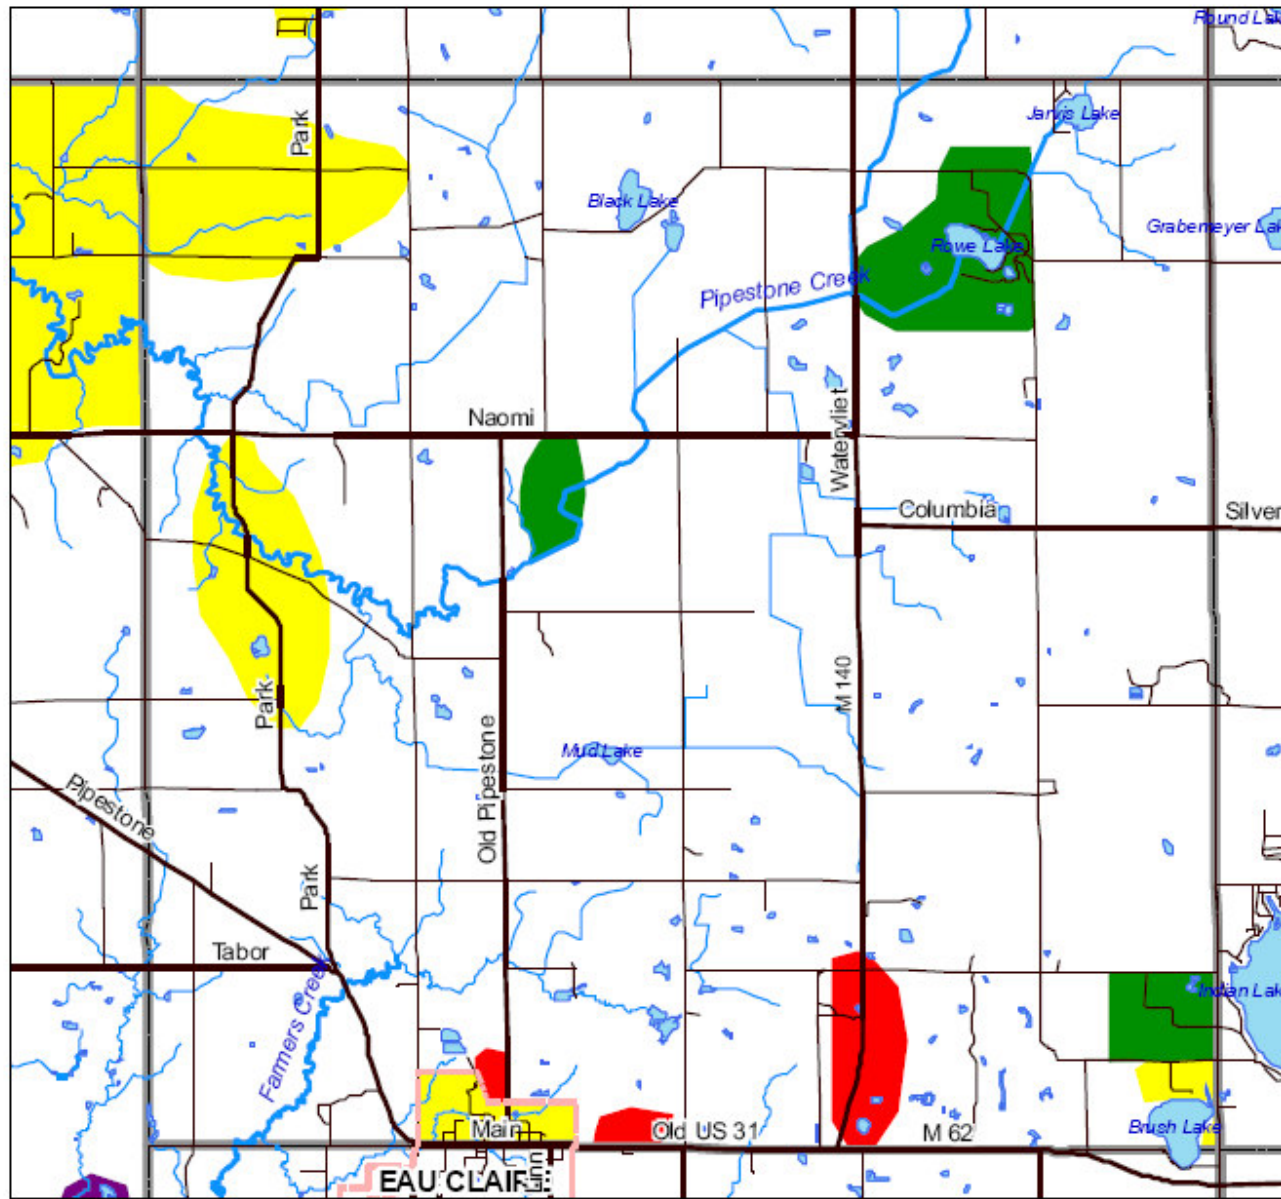 Round Lak
Jarvis Lake
Park
Black Lake
Grabemeyer Lak
Rowe Lake
Pipestone Creek
Naomi
Watervliet
Columbia
Silver
M 140
Park
Mud Lake
Old Pipestone
Pipestone
Park
Tabor
Farmers Creek
Indian Lak
Main
Old US 31
M 62
Brush Lake
EAU CLAIRE